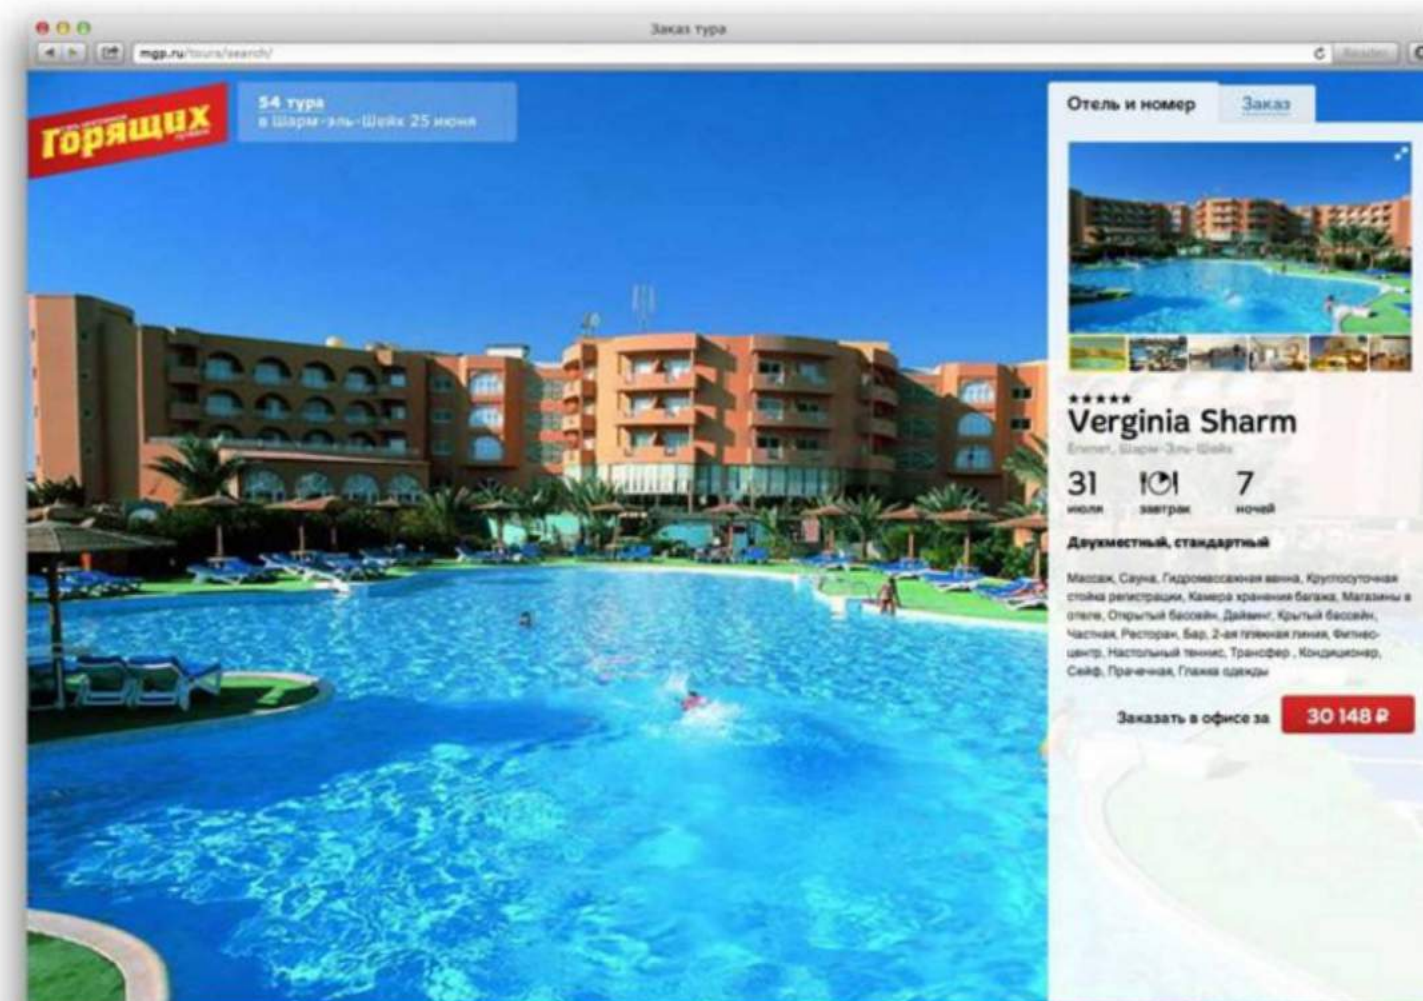 Заказ тура
mgp.ru/tours/search/
Reader
Горящих
54 тура
в Шарм-эль-Шейх 25 июня
Отель и номер
Заказ
★★★★★
Verginia Sharm
Египет, Шарм-Эль-Шейх
31
июля
завтрак
7
ночей
Двухместный, стандартный
Массаж, Сауна, Гидромассажная ванна, Круглосуточная
стойка регистрации, Камера хранения багажа, Магазины в
отеле, Открытый бассейн, Дайвинг, Крытый бассейн,
Частная, Ресторан, Бар, 2-ая пляжная линия, Фитнес-
центр, Настольный теннис, Трансфер , Кондиционер,
Сейф, Прачечная, Глажка одежды
Заказать в офисе за
30 148 ₽